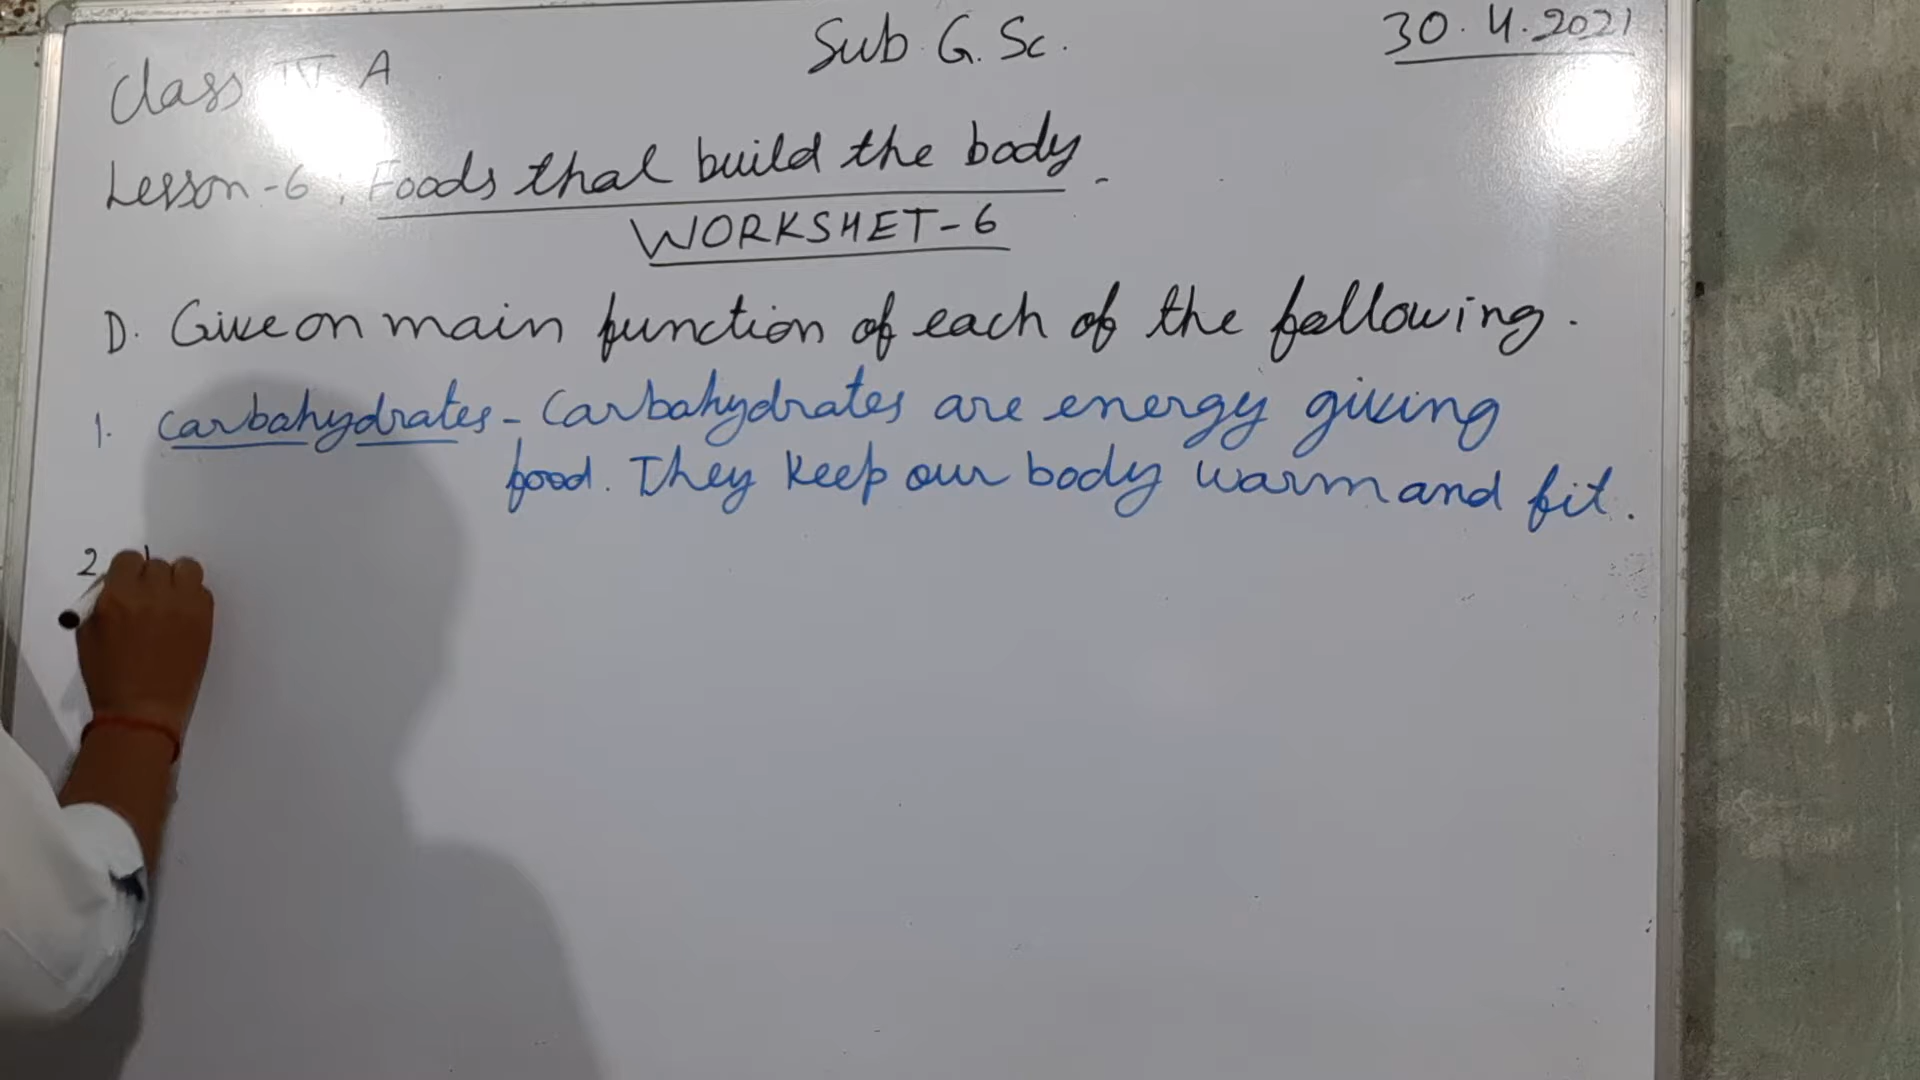 Class A
Sub. G. Sc.
30.4.2021
Lesson-6. Foods that build the body.
WORKSHET-6
D. Give on main function of each of the following.
1. Carbahydrates - Carbahydrates are energy giving
food. They keep our body warm and fit.
2